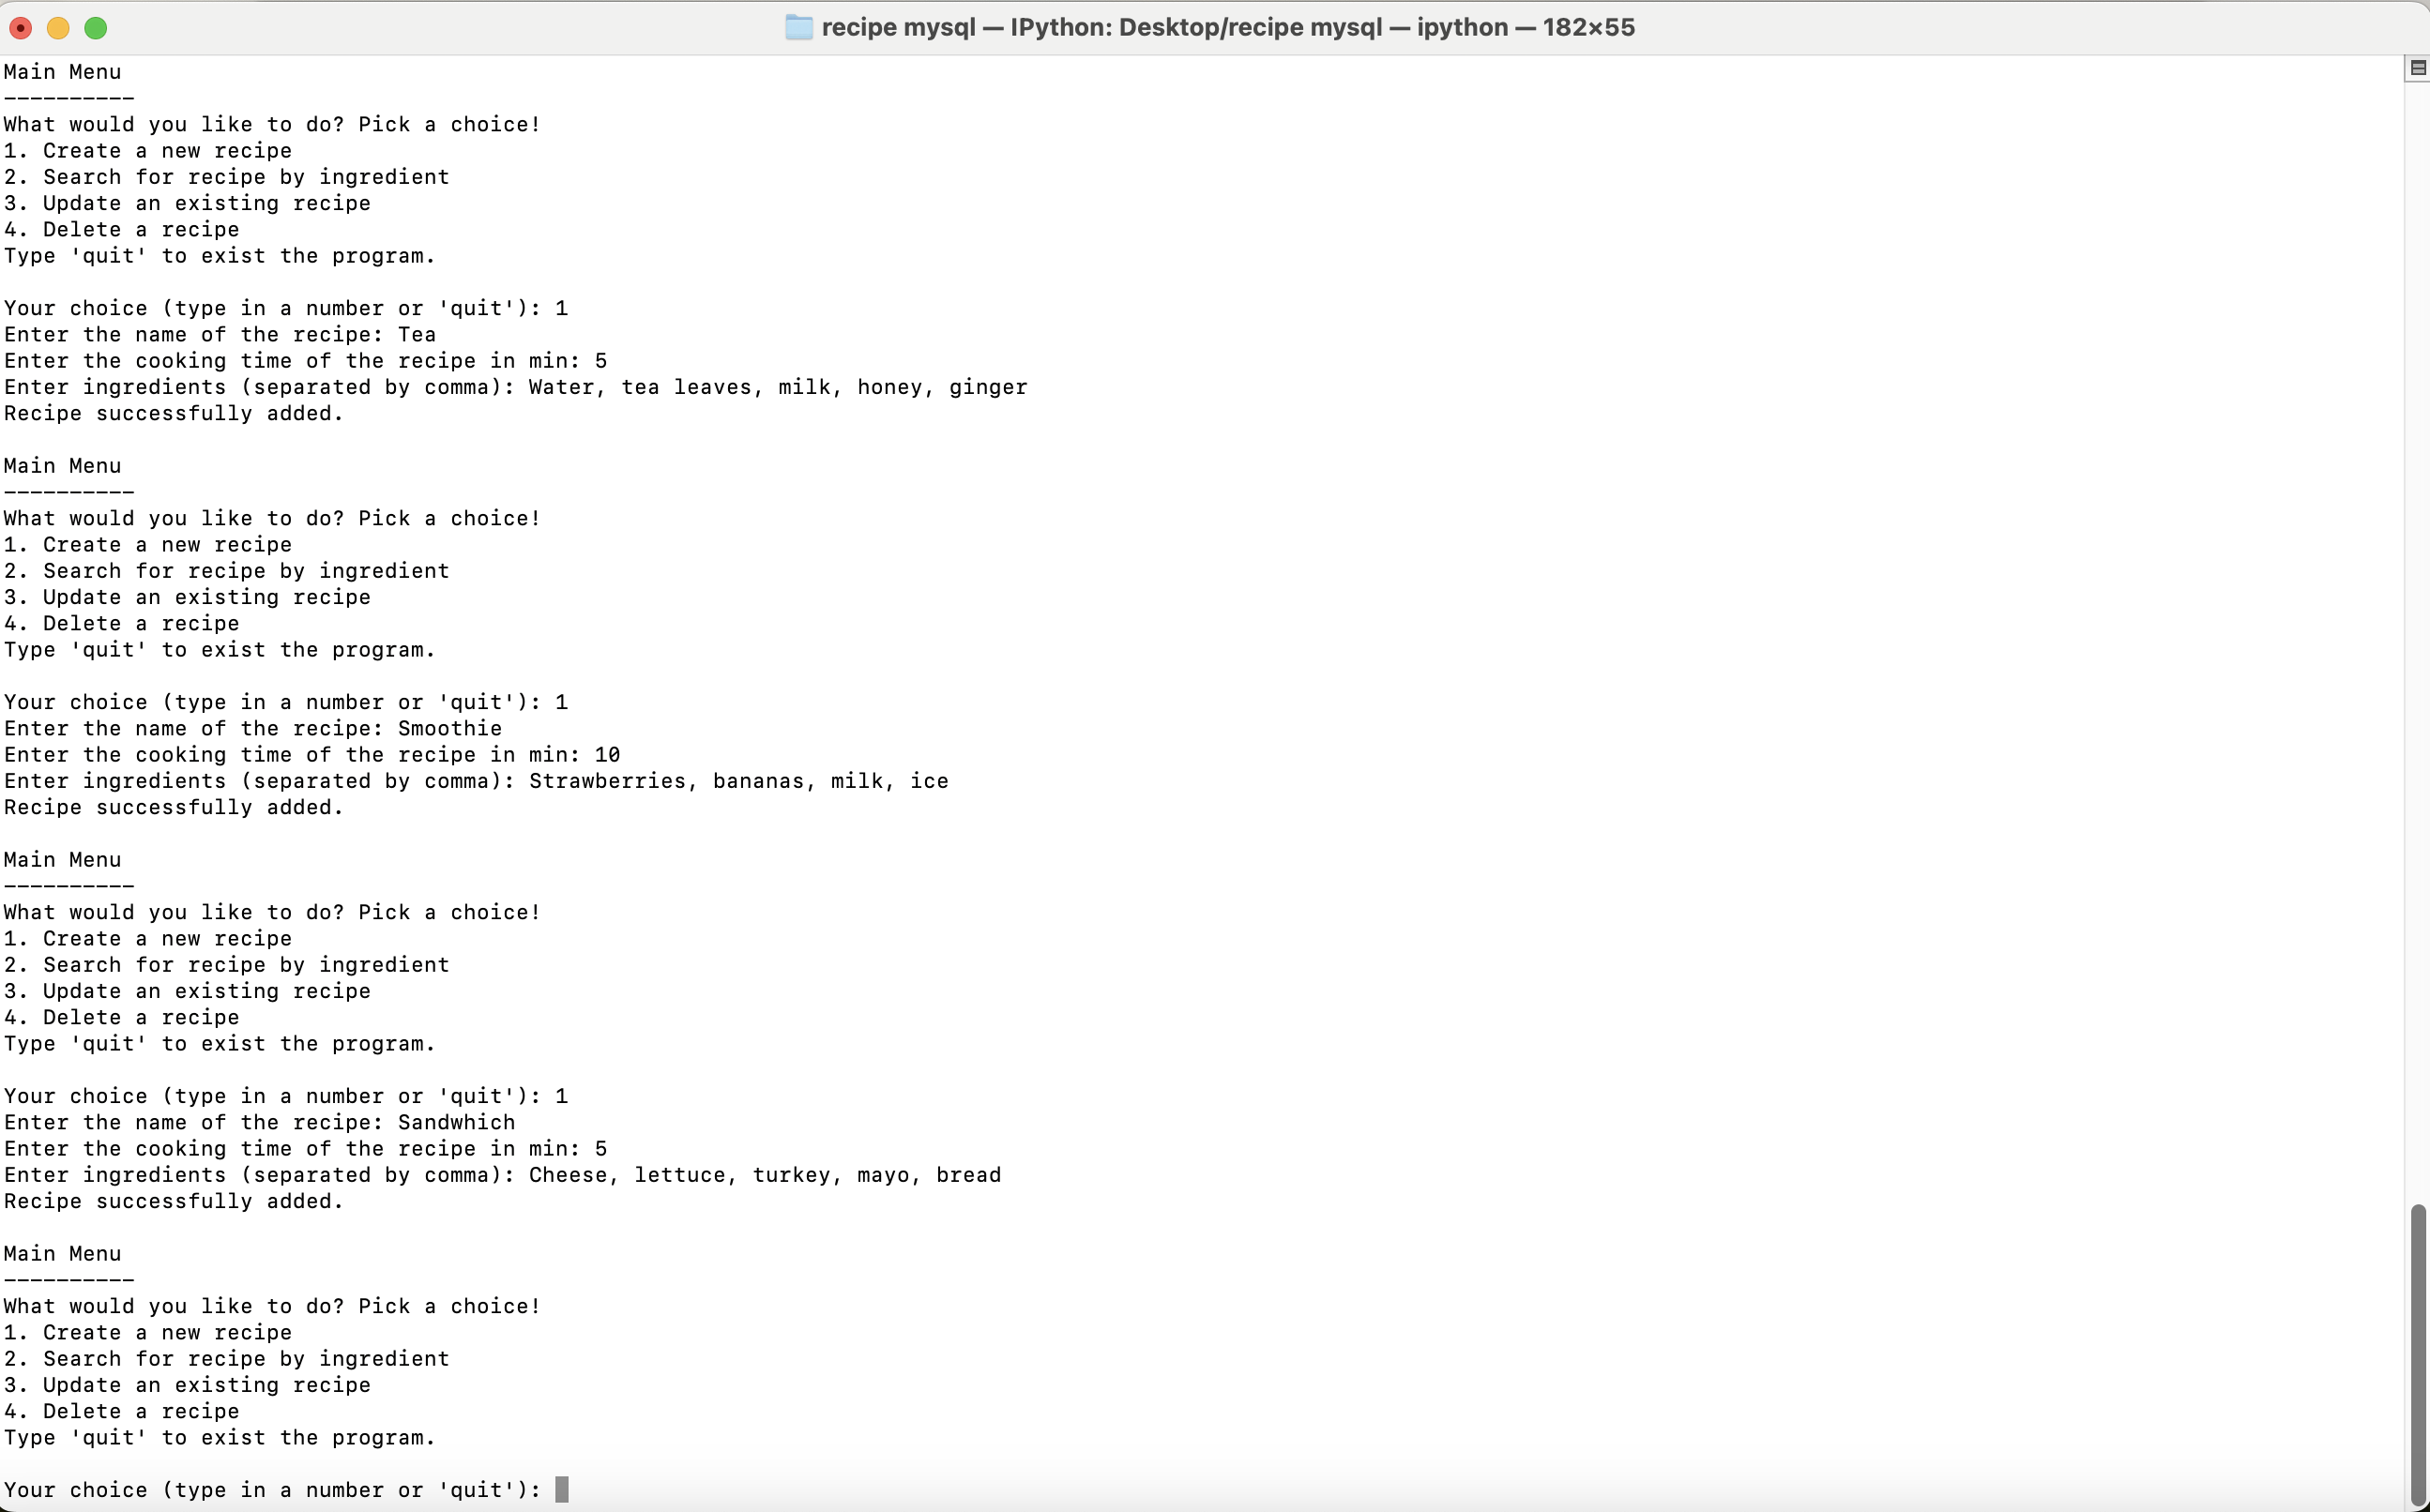 recipe mysql — IPython: Desktop/recipe mysql — ipython — 182×55
Main Menu
----------
What would you like to do? Pick a choice!
1. Create a new recipe
2. Search for recipe by ingredient
3. Update an existing recipe
4. Delete a recipe
Type 'quit' to exist the program.
Your choice (type in a number or 'quit'): 1
Enter the name of the recipe: Tea
Enter the cooking time of the recipe in min: 5
Enter ingredients (separated by comma): Water, tea leaves, milk, honey, ginger
Recipe successfully added.
Main Menu
----------
What would you like to do? Pick a choice!
1. Create a new recipe
2. Search for recipe by ingredient
3. Update an existing recipe
4. Delete a recipe
Type 'quit' to exist the program.
Your choice (type in a number or 'quit'): 1
Enter the name of the recipe: Smoothie
Enter the cooking time of the recipe in min: 10
Enter ingredients (separated by comma): Strawberries, bananas, milk, ice
Recipe successfully added.
Main Menu
----------
What would you like to do? Pick a choice!
1. Create a new recipe
2. Search for recipe by ingredient
3. Update an existing recipe
4. Delete a recipe
Type 'quit' to exist the program.
Your choice (type in a number or 'quit'): 1
Enter the name of the recipe: Sandwhich
Enter the cooking time of the recipe in min: 5
Enter ingredients (separated by comma): Cheese, lettuce, turkey, mayo, bread
Recipe successfully added.
Main Menu
----------
What would you like to do? Pick a choice!
1. Create a new recipe
2. Search for recipe by ingredient
3. Update an existing recipe
4. Delete a recipe
Type 'quit' to exist the program.
Your choice (type in a number or 'quit'):